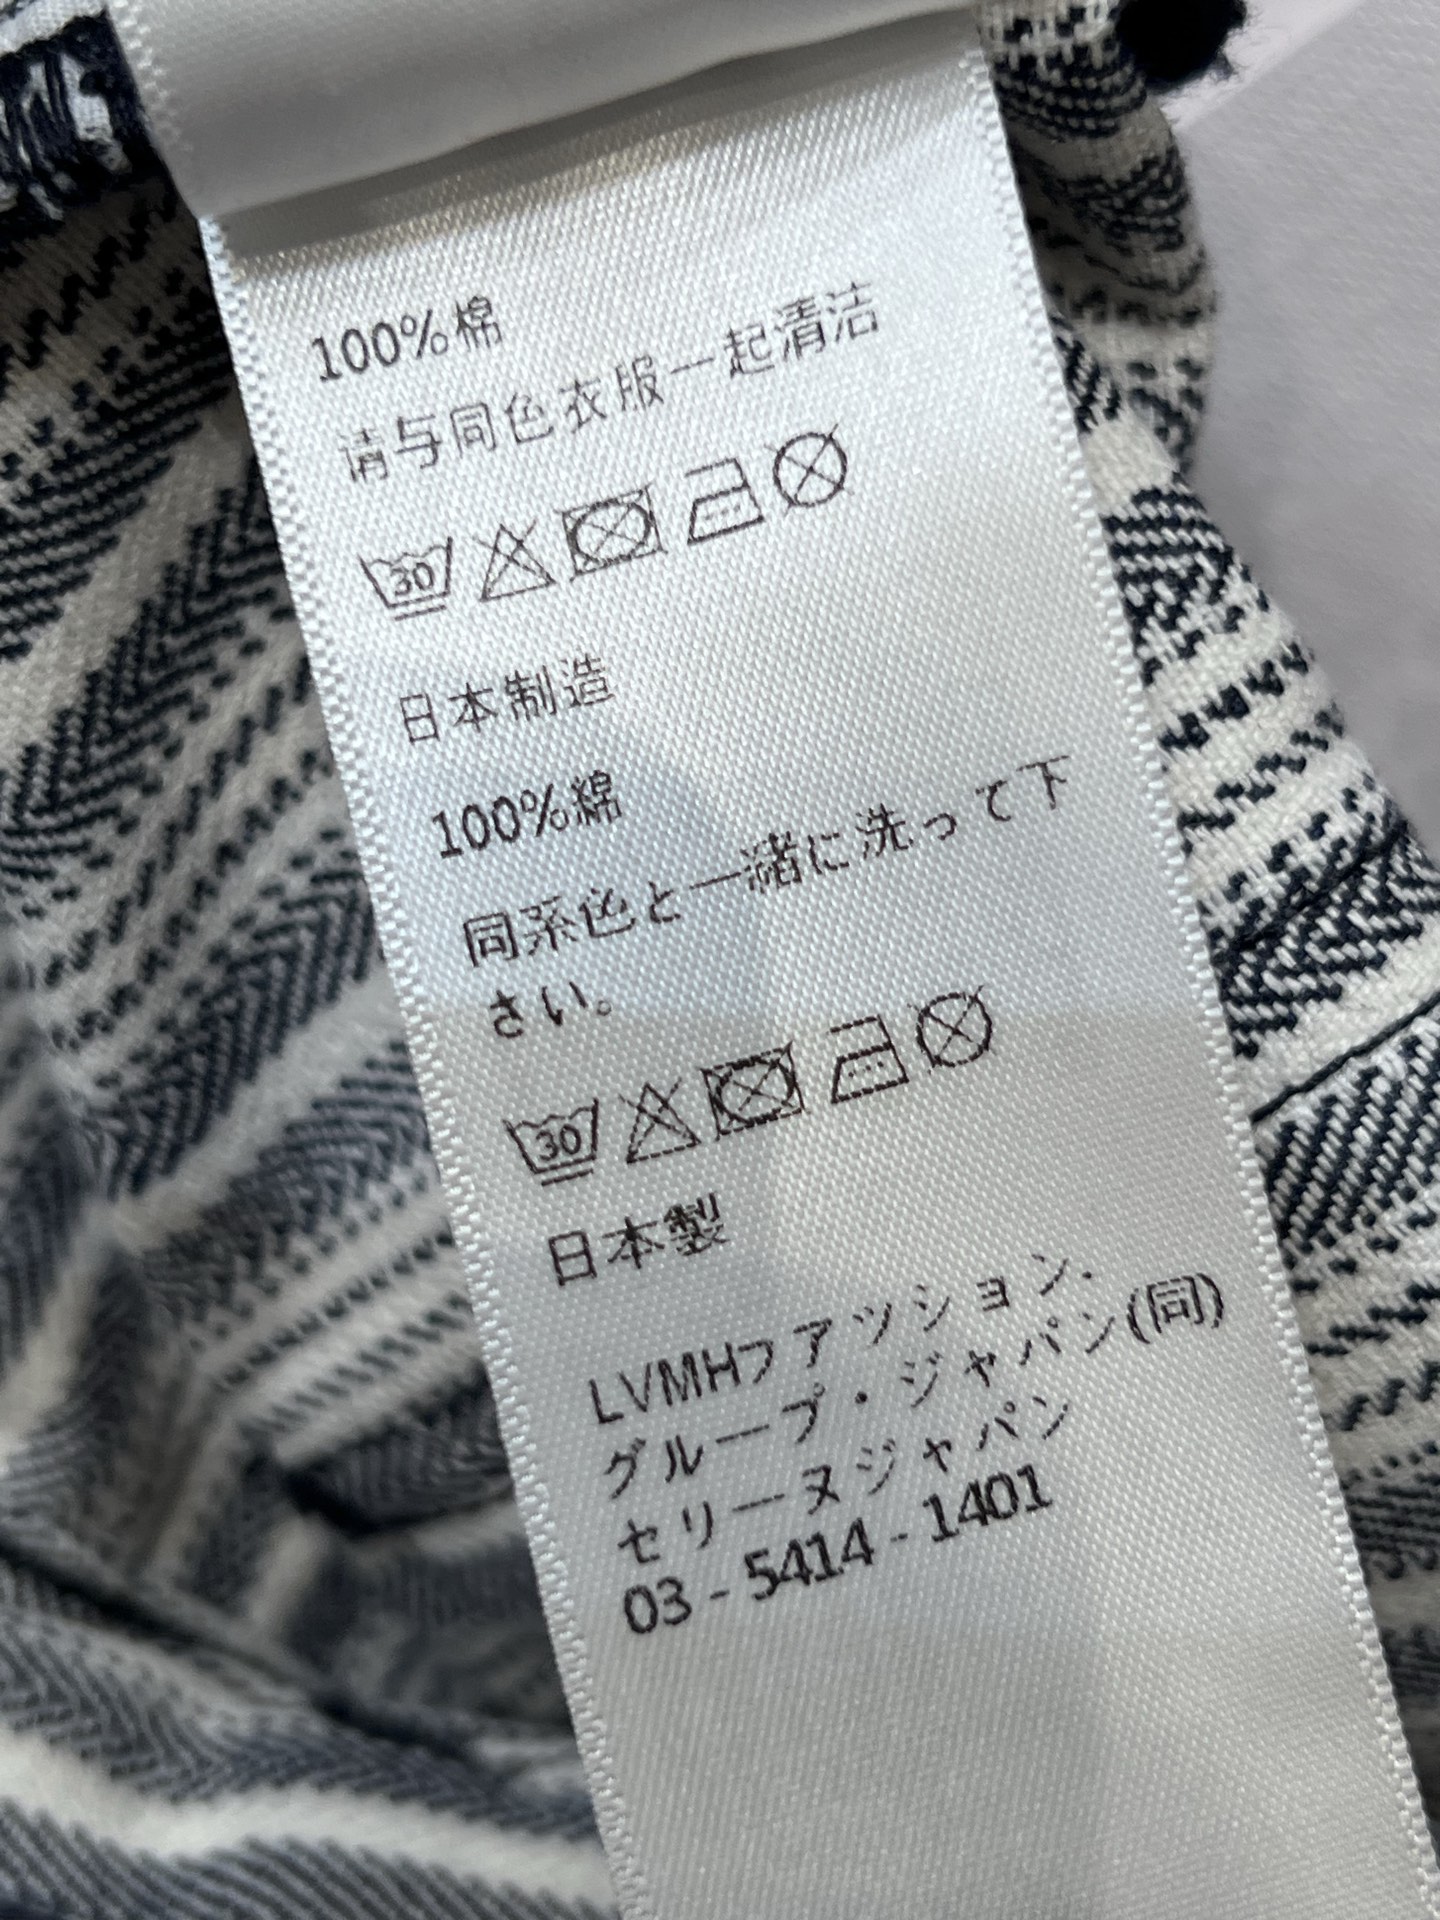 100%棉
请与同色衣服一起清洁
30
日本制造
100%綿
同系色と一緒に洗って下
さい。
30
日本製
LVMHファッション.
グループ・ジャパン(同)
セリーヌジャパン
03-5414-1401